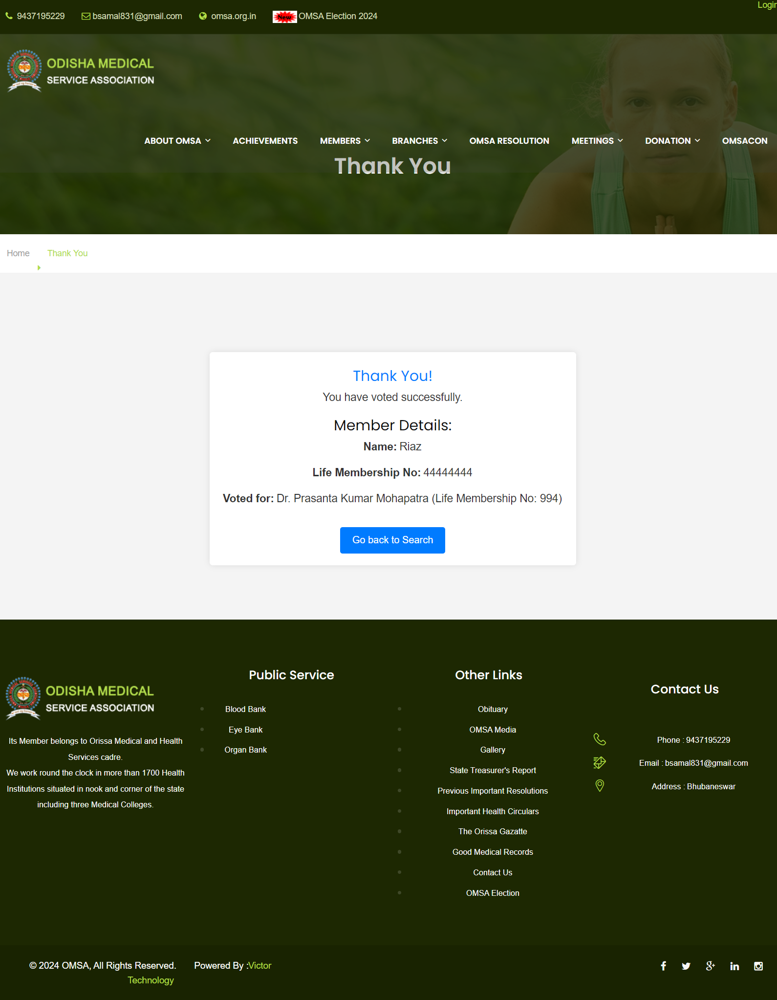 Login
9437195229 bsamal831@gmail.com omsa.org.in New OMSA Election 2024
ODISHA MEDICAL
SERVICE ASSOCIATION
ABOUT OMSA ACHIEVEMENTS MEMBERS BRANCHES OMSA RESOLUTION MEETINGS DONATION OMSACON
Thank You
Home Thank You
Thank You!
You have voted successfully.
Member Details:
Name: Riaz
Life Membership No: 44444444
Voted for: Dr. Prasanta Kumar Mohapatra (Life Membership No: 994)
Go back to Search
ODISHA MEDICAL
SERVICE ASSOCIATION
Its Member belongs to Orissa Medical and Health
Services cadre.
We work round the clock in more than 1700 Health
Institutions situated in nook and corner of the state
including three Medical Colleges.
Public Service
Blood Bank
Eye Bank
Organ Bank
Other Links
Obituary
OMSA Media
Gallery
State Treasurer's Report
Previous Important Resolutions
Important Health Circulars
The Orissa Gazatte
Good Medical Records
Contact Us
OMSA Election
Contact Us
Phone : 9437195229
Email : bsamal831@gmail.com
Address : Bhubaneswar
© 2024 OMSA, All Rights Reserved. Powered By :Victor
Technology